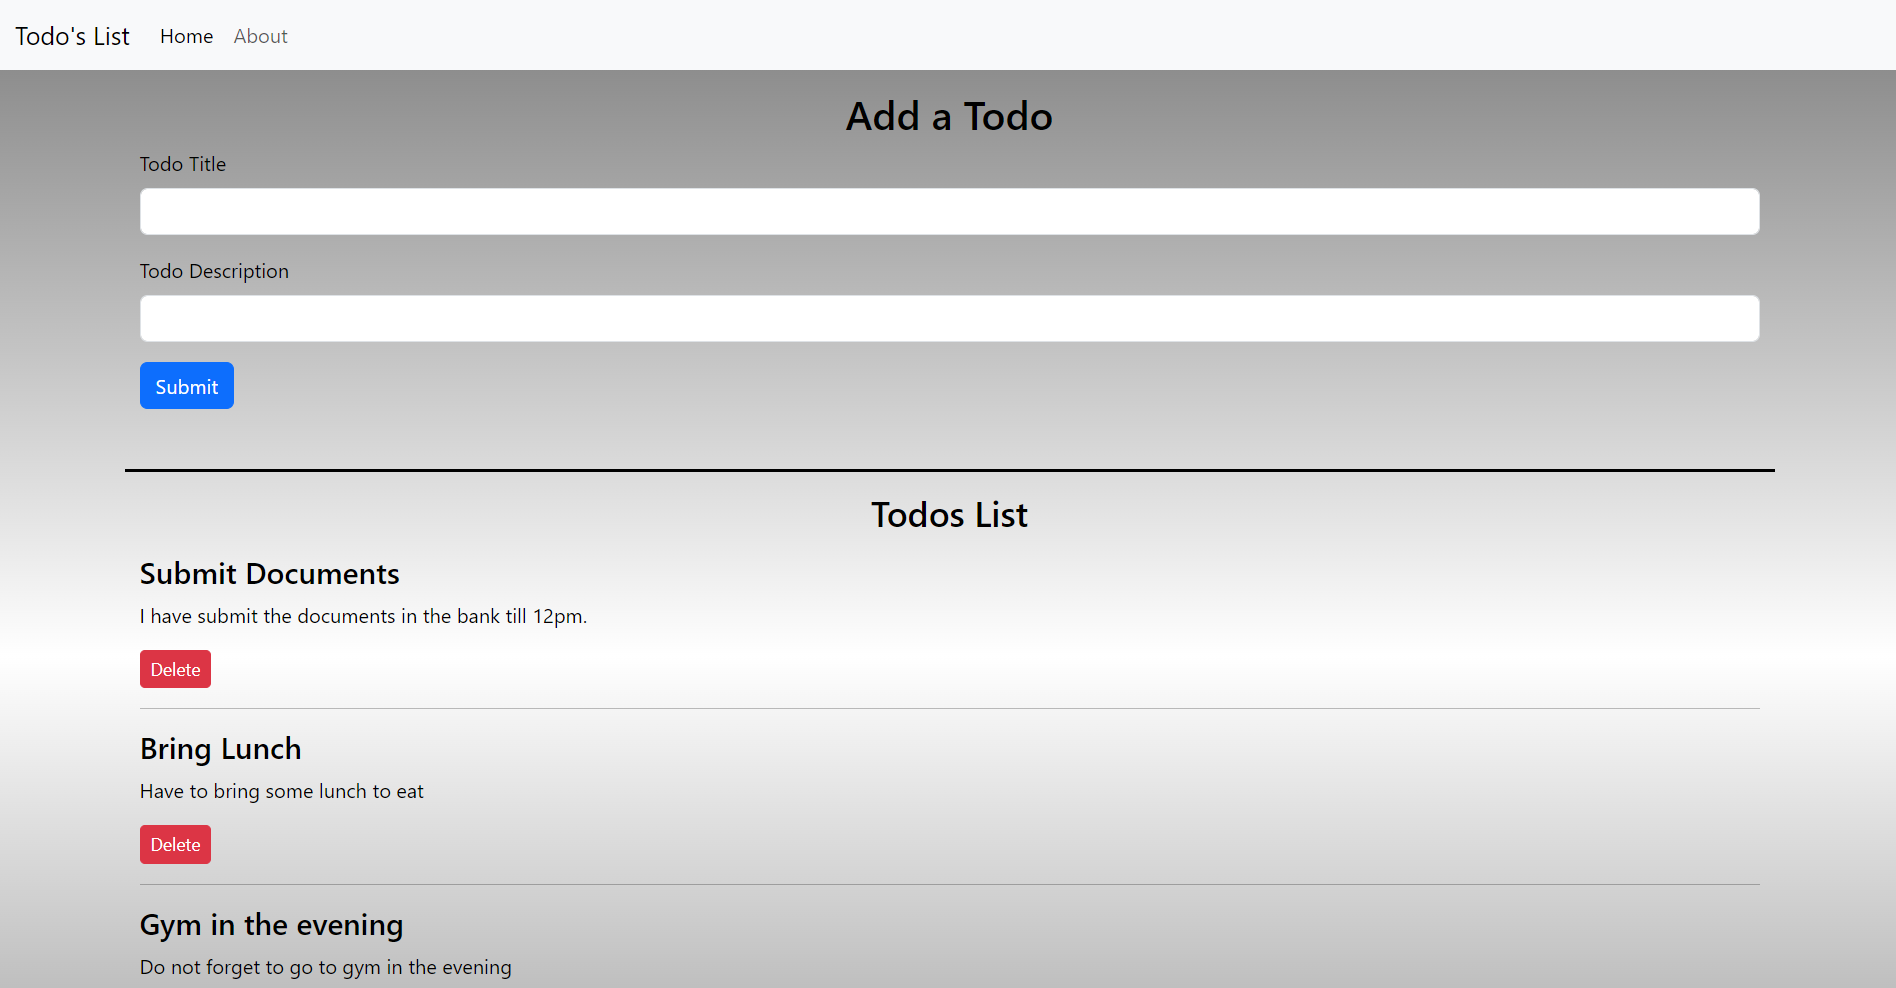 Todo's List Home About
Add a Todo
Todo Title
Todo Description
Submit
Todos List
Submit Documents
I have submit the documents in the bank till 12pm.
Delete
Bring Lunch
Have to bring some lunch to eat
Delete
Gym in the evening
Do not forget to go to gym in the evening